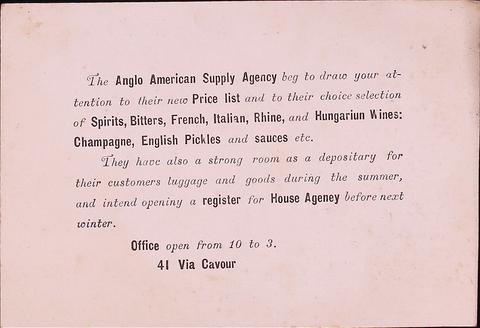 The Anglo American Supply Agency beg to draw your at-
tention to their new Price list and to their choice selection
of Spirits, Bitters, French, Italian, Rhine, and Hungariun Wines:
Champagne, English Pickles and sauces etc.
They have also a strong room as a depositary for
their customers luggage and goods during the summer,
and intend openiny a register for House Ageney before next
winter.
Office open from 10 to 3.
41 Via Cavour